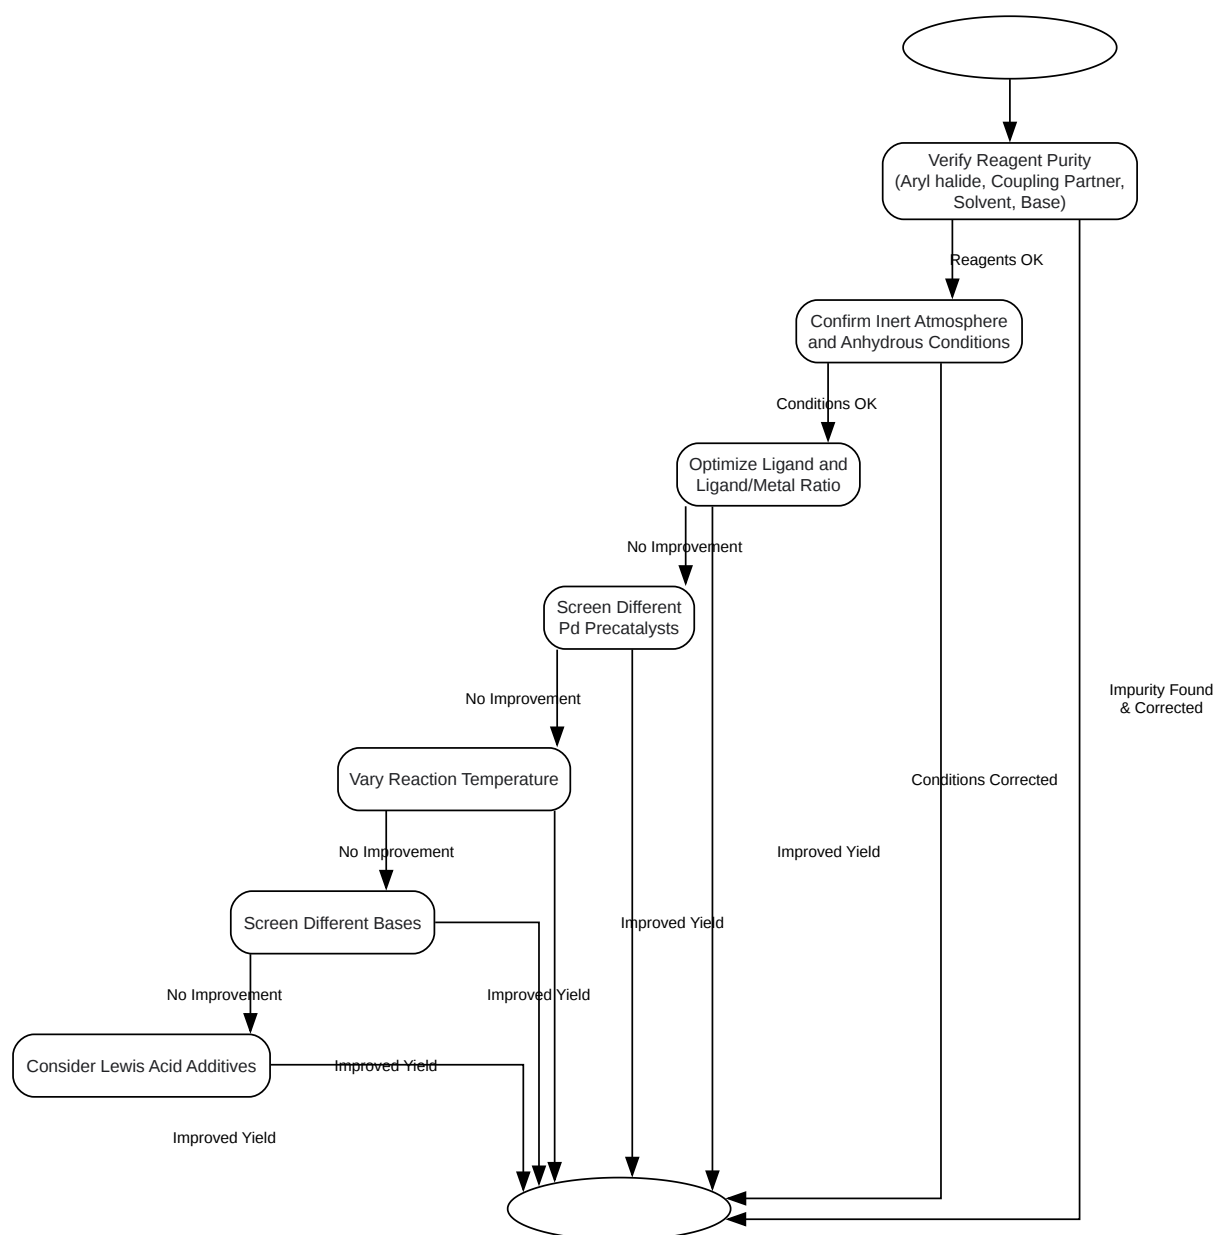 Verify Reagent Purity
(Aryl halide, Coupling Partner,
Solvent, Base)
Reagents OK
Confirm Inert Atmosphere
and Anhydrous Conditions
Conditions OK
Optimize Ligand and
Ligand/Metal Ratio
No Improvement
Screen Different
Pd Precatalysts
Impurity Found
& Corrected
No Improvement
Vary Reaction Temperature
Conditions Corrected
No Improvement
Improved Yield
Screen Different Bases
Improved Yield
No Improvement
Improved Yield
Consider Lewis Acid Additives
Improved Yield
Improved Yield